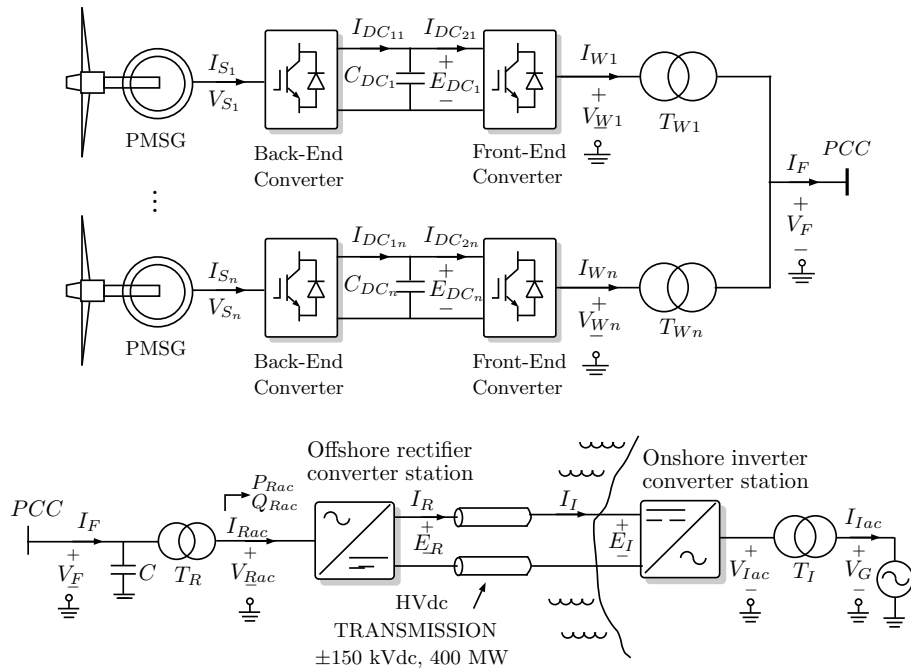 I_{S_1} I_{DC_{11}} I_{DC_{21}} I_{W1}
V_{S_1} C_{DC_1} + E_{DC_1} − + V_{W1} − T_{W1}
PMSG
Back-End Converter
Front-End Converter
I_F PCC
+ V_F −
⋮
I_{S_n} I_{DC_{1n}} I_{DC_{2n}} I_{Wn}
V_{S_n} C_{DC_n} + E_{DC_n} − + V_{Wn} − T_{Wn}
PMSG
Back-End Converter
Front-End Converter
Offshore rectifier
converter station
Onshore inverter
converter station
P_{Rac}
Q_{Rac}
PCC I_F I_{Rac} I_R I_I I_{Iac}
+ V_F − C T_R + V_{Rac} − + E_R − + E_I − + V_{Iac} − T_I + V_G −
HVdc
TRANSMISSION
±150 kVdc, 400 MW